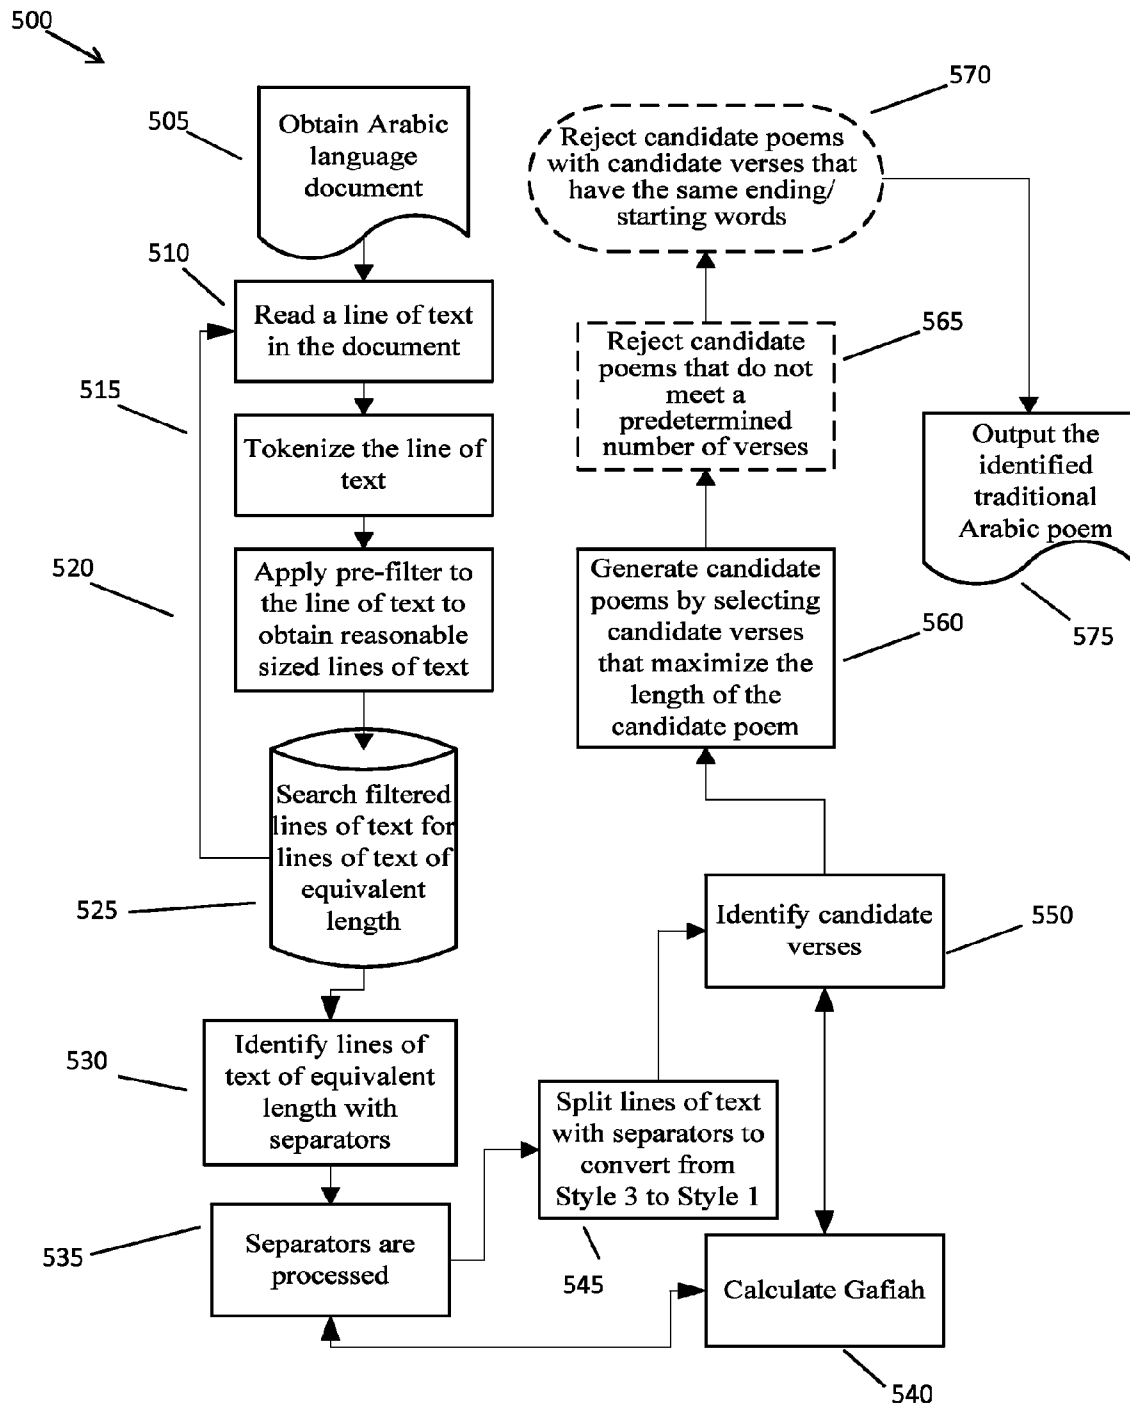 500
505
Obtain Arabic
language
document
510
Read a line of text
in the document
515
Tokenize the line of
text
520
Apply pre-filter to
the line of text to
obtain reasonable
sized lines of text
525
Search filtered
lines of text for
lines of text of
equivalent
length
530
Identify lines of
text of equivalent
length with
separators
535
Separators are
processed
Calculate Gafiah
540
Split lines of text
with separators to
convert from
Style 3 to Style 1
545
Identify candidate
verses
550
Generate candidate
poems by selecting
candidate verses
that maximize the
length of the
candidate poem
560
Reject candidate
poems that do not
meet a
predetermined
number of verses
565
Reject candidate poems
with candidate verses that
have the same ending/
starting words
570
Output the
identified
traditional
Arabic poem
575